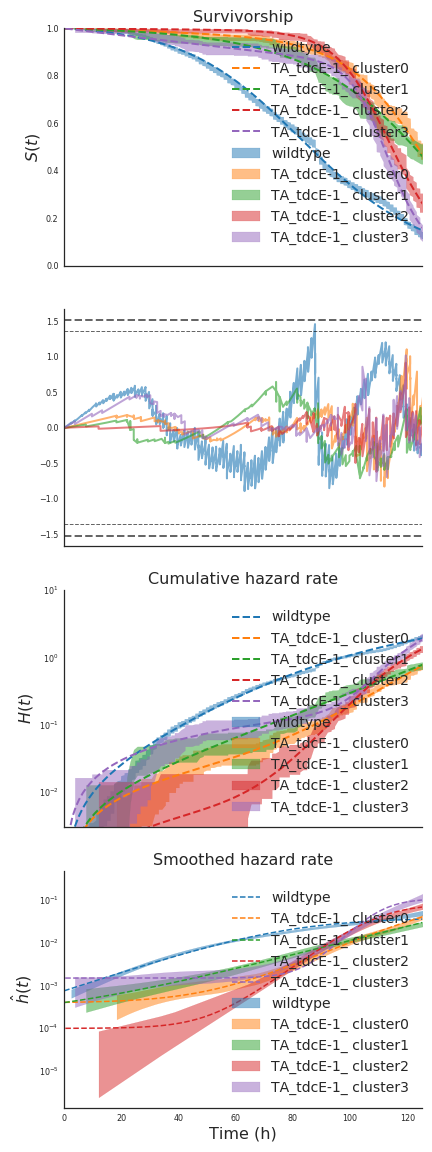 Survivorship
1.0
0.8
0.6
0.4
0.2
0.0
S(t)
wildtype
TA_tdcE-1_ cluster0
TA_tdcE-1_ cluster1
TA_tdcE-1_ cluster2
TA_tdcE-1_ cluster3
wildtype
TA_tdcE-1_ cluster0
TA_tdcE-1_ cluster1
TA_tdcE-1_ cluster2
TA_tdcE-1_ cluster3
1.5
1.0
0.5
0.0
−0.5
−1.0
−1.5
Cumulative hazard rate
10¹
10⁰
10⁻¹
10⁻²
H(t)
wildtype
TA_tdcE-1_ cluster0
TA_tdcE-1_ cluster1
TA_tdcE-1_ cluster2
TA_tdcE-1_ cluster3
wildtype
TA_tdcE-1_ cluster0
TA_tdcE-1_ cluster1
TA_tdcE-1_ cluster2
TA_tdcE-1_ cluster3
Smoothed hazard rate
10⁻¹
10⁻²
10⁻³
10⁻⁴
10⁻⁵
ĥ(t)
wildtype
TA_tdcE-1_ cluster0
TA_tdcE-1_ cluster1
TA_tdcE-1_ cluster2
TA_tdcE-1_ cluster3
wildtype
TA_tdcE-1_ cluster0
TA_tdcE-1_ cluster1
TA_tdcE-1_ cluster2
TA_tdcE-1_ cluster3
0 20 40 60 80 100 120
Time (h)